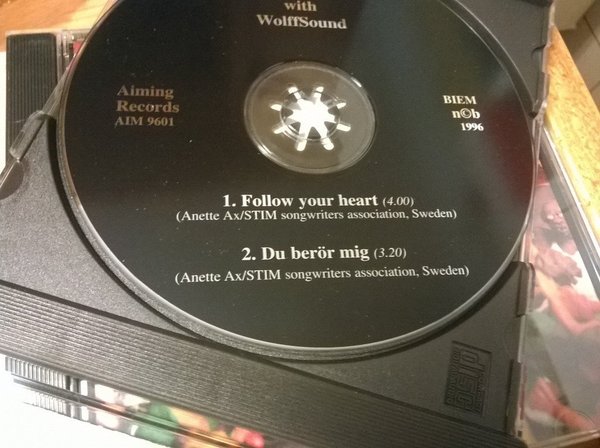 with
WolffSound
Aiming
Records
AIM 9601
BIEM
n©b
1996
1. Follow your heart (4.00)
(Anette Ax/STIM songwriters association, Sweden)
2. Du berör mig (3.20)
(Anette Ax/STIM songwriters association, Sweden)
disc